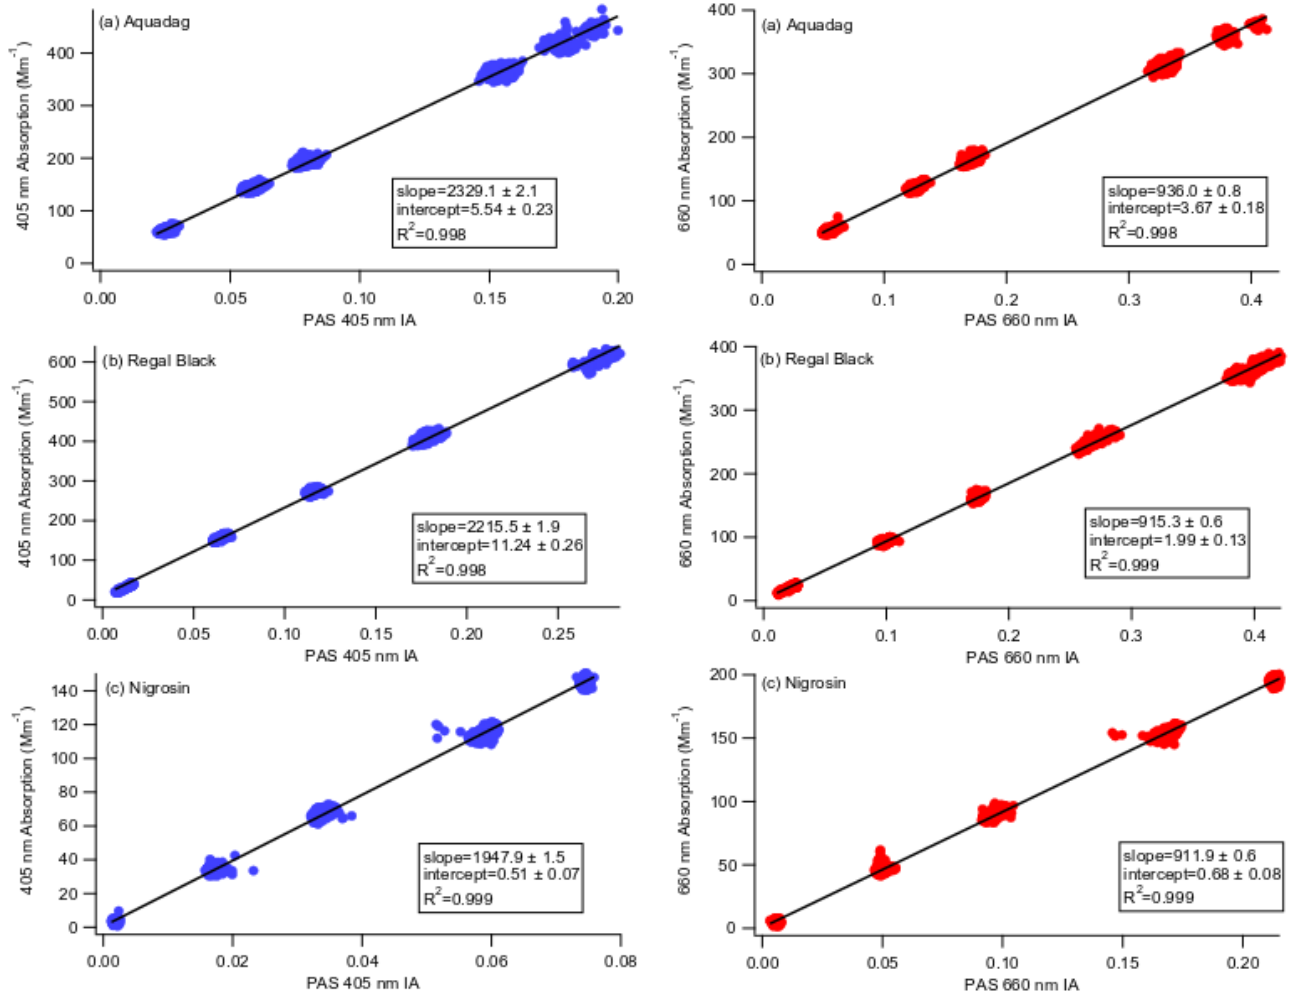 (a) Aquadag
405 nm Absorption (Mm⁻¹)
400
300
200
100
0
slope=2329.1 ± 2.1
intercept=5.54 ± 0.23
R²=0.998
0.00 0.05 0.10 0.15 0.20
PAS 405 nm IA
(a) Aquadag
660 nm Absorption (Mm⁻¹)
400
300
200
100
0
slope=936.0 ± 0.8
intercept=3.67 ± 0.18
R²=0.998
0.0 0.1 0.2 0.3 0.4
PAS 660 nm IA
(b) Regal Black
405 nm Absorption (Mm⁻¹)
600
500
400
300
200
100
0
slope=2215.5 ± 1.9
intercept=11.24 ± 0.26
R²=0.998
0.00 0.05 0.10 0.15 0.20 0.25
PAS 405 nm IA
(b) Regal Black
660 nm Absorption (Mm⁻¹)
400
300
200
100
0
slope=915.3 ± 0.6
intercept=1.99 ± 0.13
R²=0.999
0.0 0.1 0.2 0.3 0.4
PAS 660 nm IA
(c) Nigrosin
405 nm Absorption (Mm⁻¹)
140
120
100
80
60
40
20
0
slope=1947.9 ± 1.5
intercept=0.51 ± 0.07
R²=0.999
0.00 0.02 0.04 0.06 0.08
PAS 405 nm IA
(c) Nigrosin
660 nm Absorption (Mm⁻¹)
200
150
100
50
0
slope=911.9 ± 0.6
intercept=0.68 ± 0.08
R²=0.999
0.00 0.05 0.10 0.15 0.20
PAS 660 nm IA